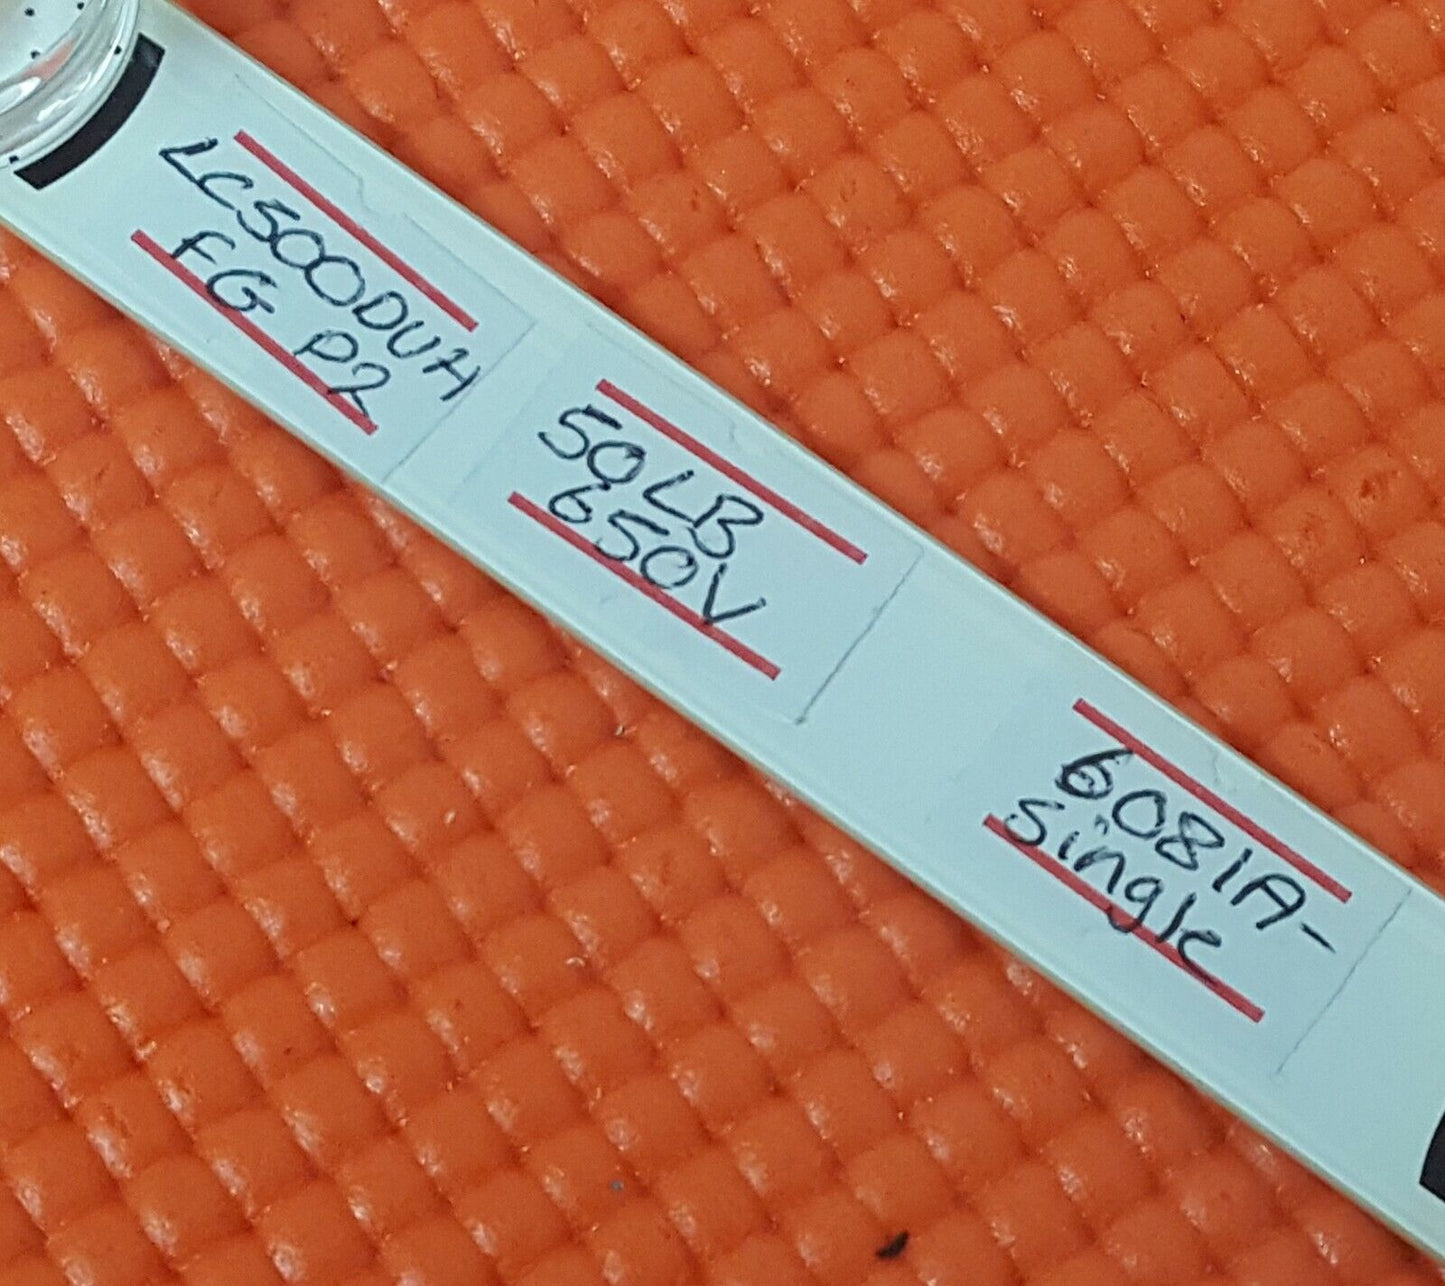 LC500DUH
FG P2
50LB
650V
6081A-
Single